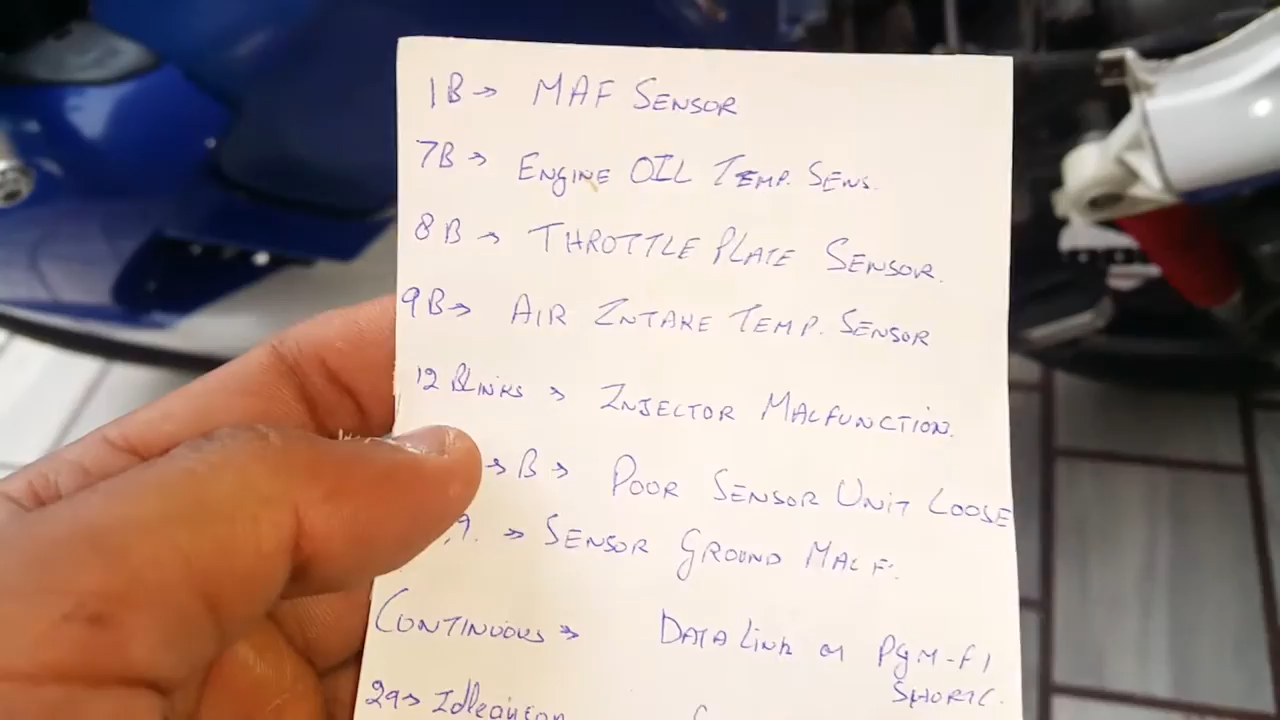 1B → MAF SENSOR
7B → ENGINE OIL TEMP. SENS.
8B → THROTTLE PLATE SENSOR.
9B → AIR INTAKE TEMP. SENSOR
12 BLINKS → INJECTOR MALFUNCTION.
→ B → POOR SENSOR UNIT LOOSE
→ SENSOR GROUND MALF.
CONTINUOUS → DATA LINK or PGM-FI
SHORTC.
29 →